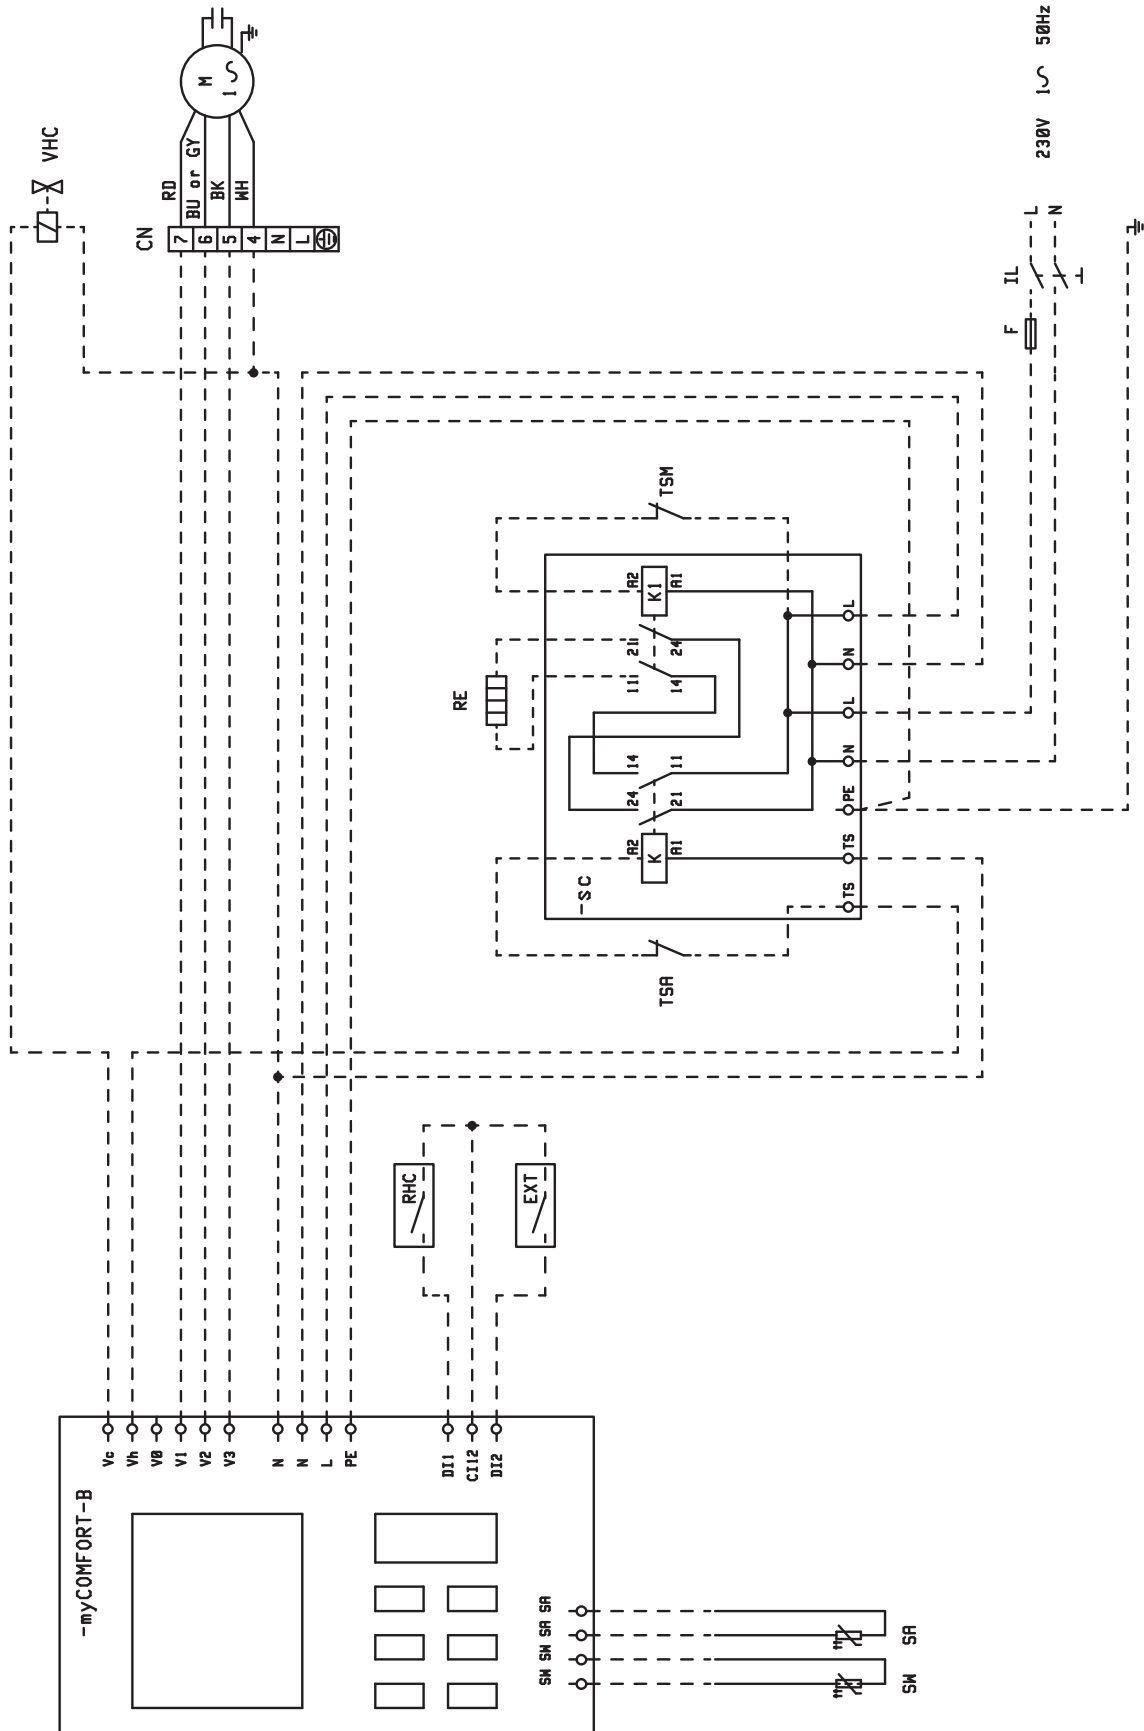 230V 1 50Hz
VHC
M
1
RD
BU or GY
BK
WH
CN
7
6
5
4
N
L
L
N
IL
F
TSM
A2
K1
A1
21
24
11
14
RE
14
11
24
21
A2
K
A1
-SC
L
N
L
N
PE
TS
TS
TSA
RHC
EXT
Vc
Vh
V0
V1
V2
V3
N
N
L
PE
DI1
CI12
DI2
-myCOMFORT-B
SW SW SA SA
SA
SW